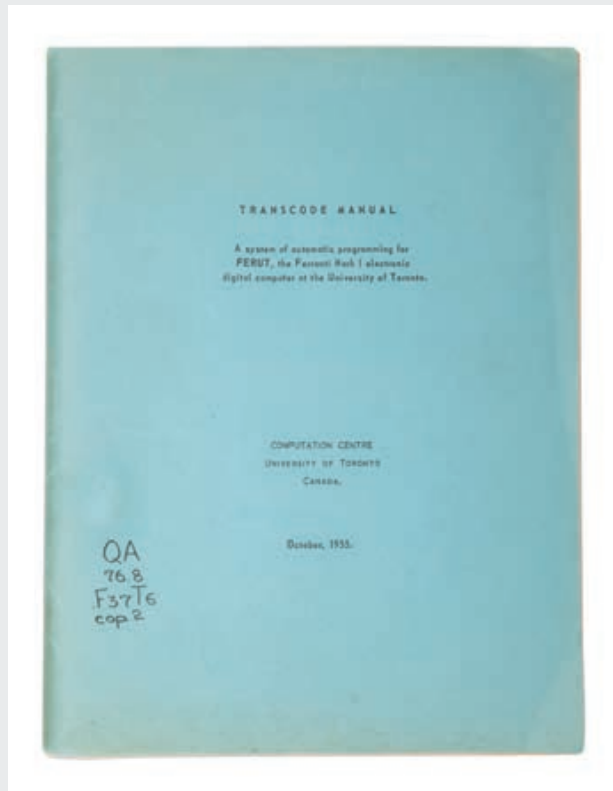 TRANSCODE MANUAL
A system of automatic programming for
FERUT, the Ferranti Mark I electronic
digital computer at the University of Toronto.
COMPUTATION CENTRE
UNIVERSITY OF TORONTO
CANADA.
October, 1955.
QA
76.8
F37T6
cop 2